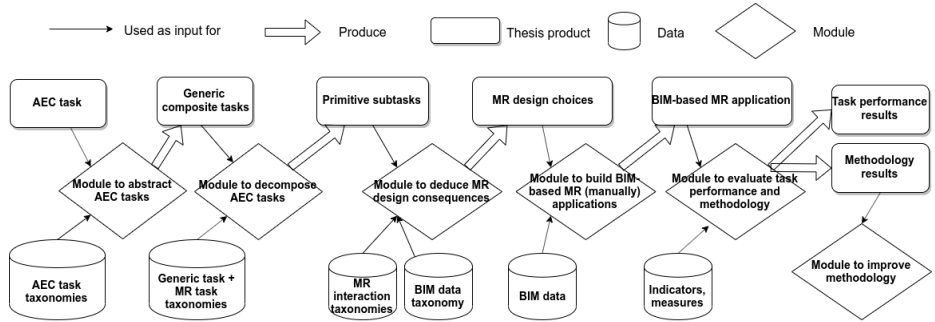 Used as input for
Produce
Thesis product
Data
Module
AEC task
Generic
composite tasks
Primitive subtasks
MR design choices
BIM-based MR application
Task performance
results
Methodology
results
Module to abstract
AEC tasks
Module to decompose
AEC tasks
Module to deduce MR
design consequences
Module to build BIM-
based MR (manually)
applications
Module to evaluate task
performance and
methodology
Module to improve
methodology
AEC task
taxonomies
Generic task +
MR task
taxonomies
MR
interaction
taxonomies
BIM data
taxonomy
BIM data
Indicators,
measures